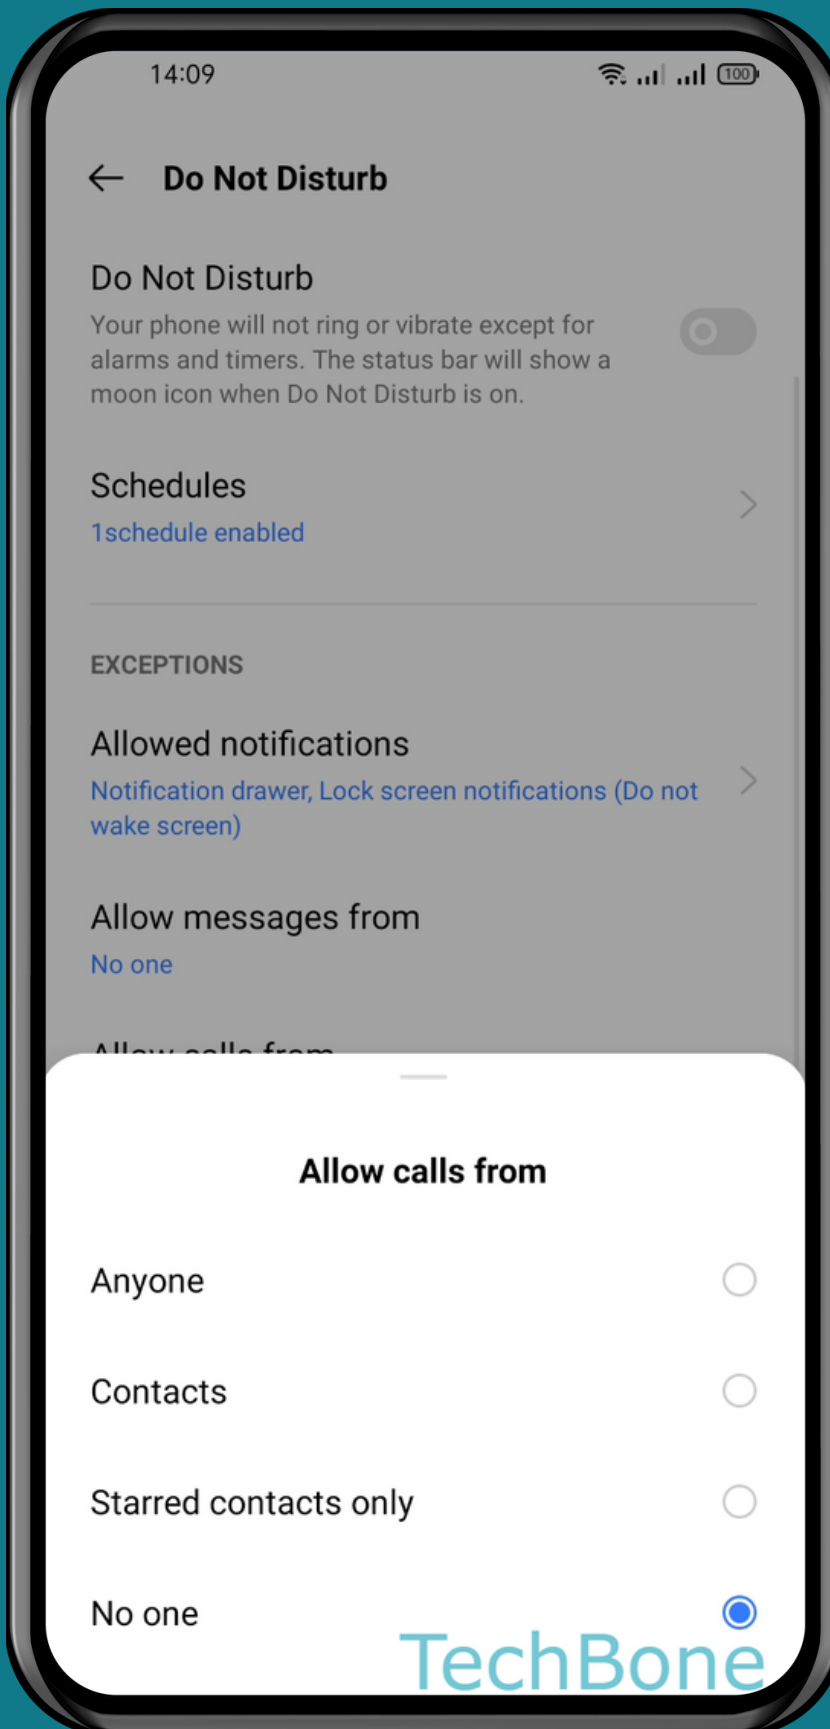 14:09
100
Do Not Disturb
Do Not Disturb
Your phone will not ring or vibrate except for
alarms and timers. The status bar will show a
moon icon when Do Not Disturb is on.
Schedules
1schedule enabled
EXCEPTIONS
Allowed notifications
Notification drawer, Lock screen notifications (Do not
wake screen)
Allow messages from
No one
Allow calls from
Allow calls from
Anyone
Contacts
Starred contacts only
No one
TechBone